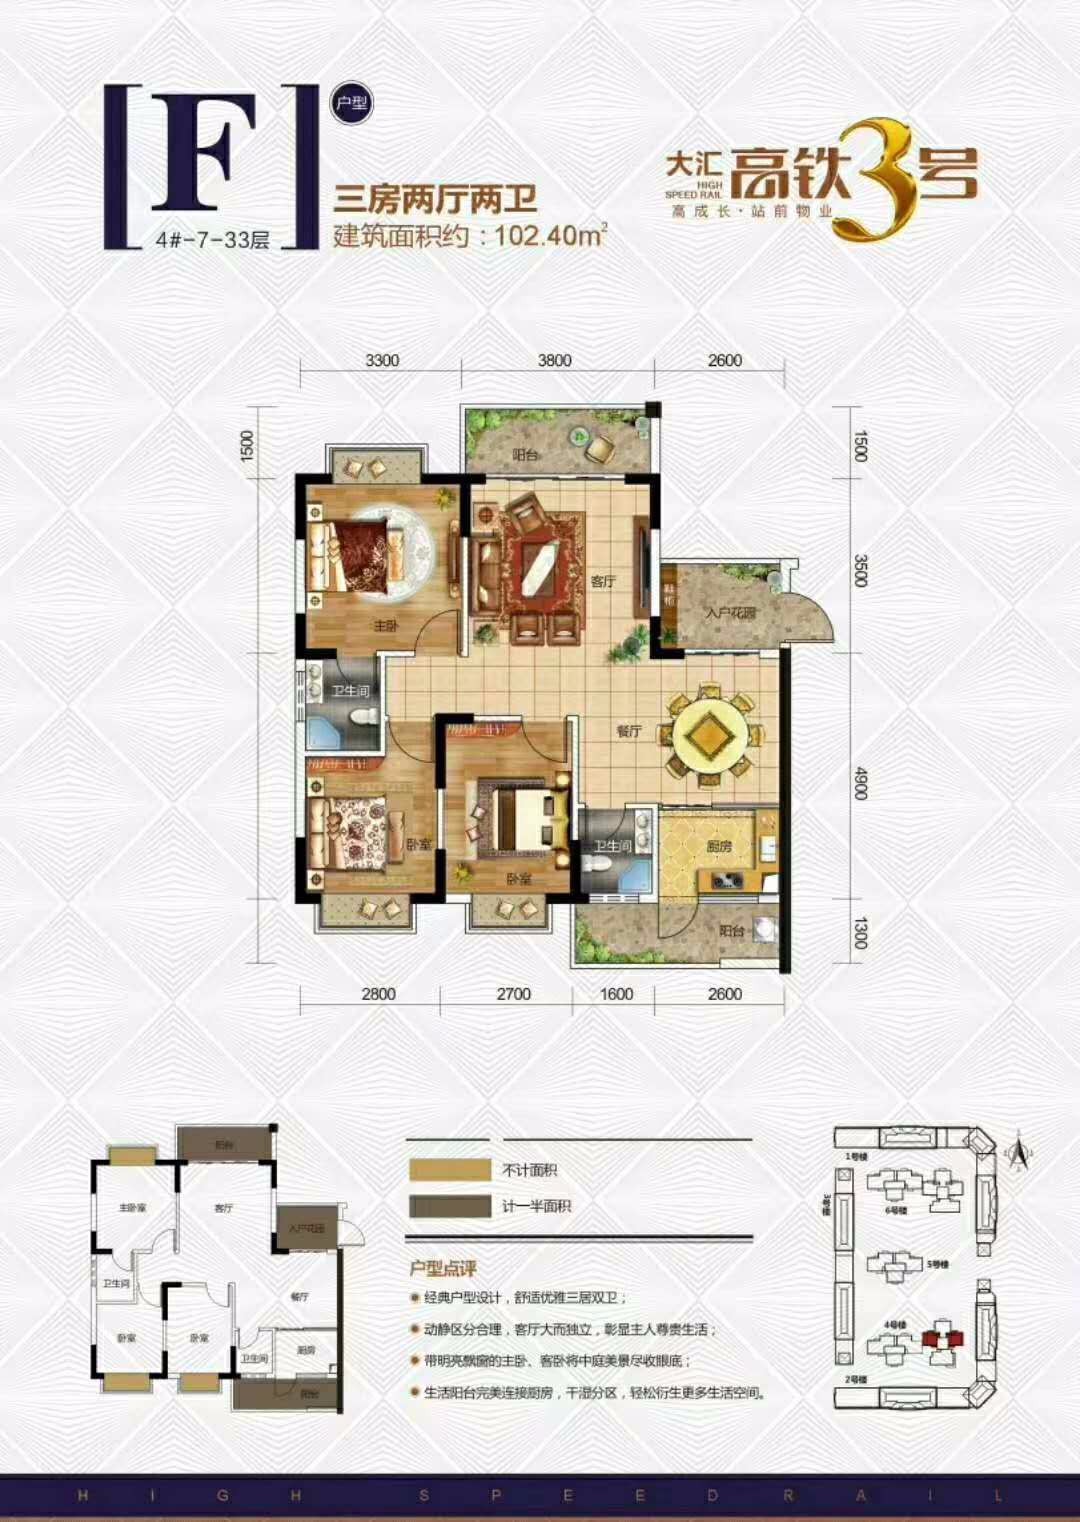 F
户型
4#-7-33层
三房两厅两卫
建筑面积约：102.40m²
大汇
HIGH
SPEED RAIL
高铁3号
高成长·站前物业
3300 3800 2600
1500
1500
阳台
主卧
客厅
3500
鞋柜
入户花园
卫生间
餐厅
4900
卧室
卧室
卫生间
厨房
阳台
1300
2800 2700 1600 2600
阳台
主卧室
客厅
入户花园
卫生间
餐厅
卧室
卧室
卫生间
厨房
阳台
不计面积
计一半面积
户型点评
经典户型设计，舒适优雅三居双卫；
动静区分合理，客厅大而独立，彰显主人尊贵生活；
带明亮飘窗的主卧、客卧将中庭美景尽收眼底；
生活阳台完美连接厨房，干湿分区，轻松衍生更多生活空间。
1号楼
3号楼
6号楼
5号楼
4号楼
2号楼
HIGH SPEED RAIL